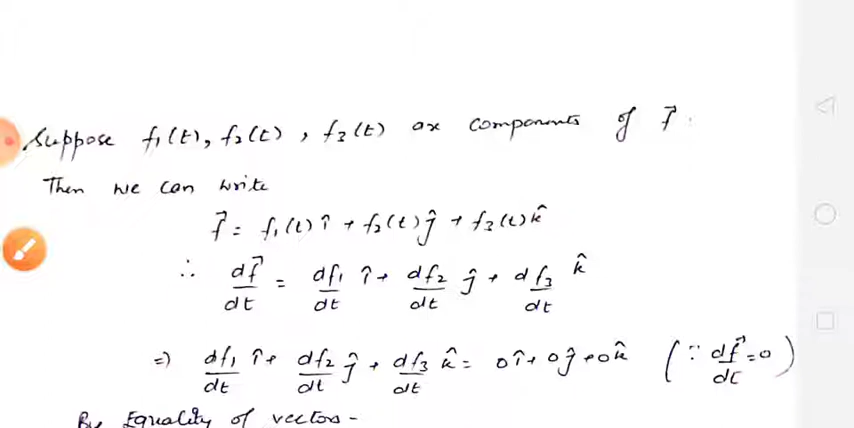 Suppose f₁(t), f₂(t), f₃(t) are components of f⃗.
Then we can write
f⃗ = f₁(t) î + f₂(t) ĵ + f₃(t) k̂
∴ df⃗/dt = df₁/dt î + df₂/dt ĵ + df₃/dt k̂
⇒ df₁/dt î + df₂/dt ĵ + df₃/dt k̂ = 0î + 0ĵ + 0k̂ (∵ df⃗/dt = 0)
By Equality of vectors -